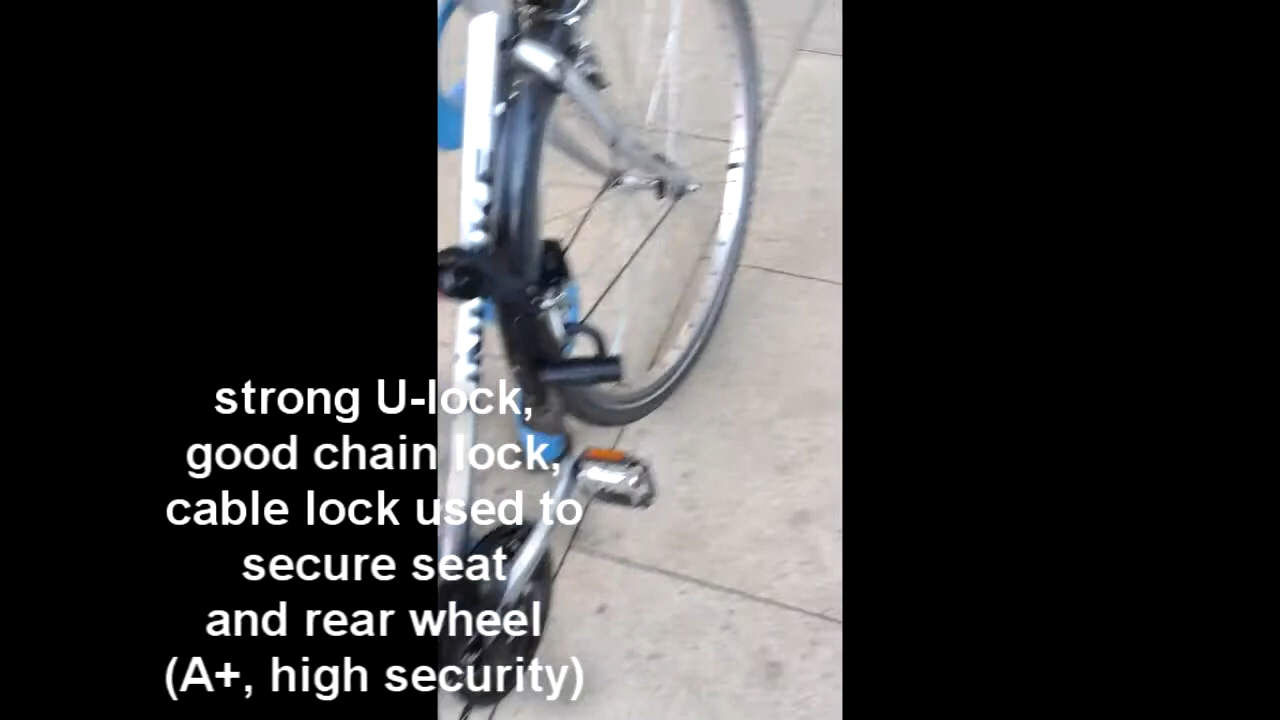 strong U-lock,
good chain lock,
cable lock used to
secure seat
and rear wheel
(A+, high security)